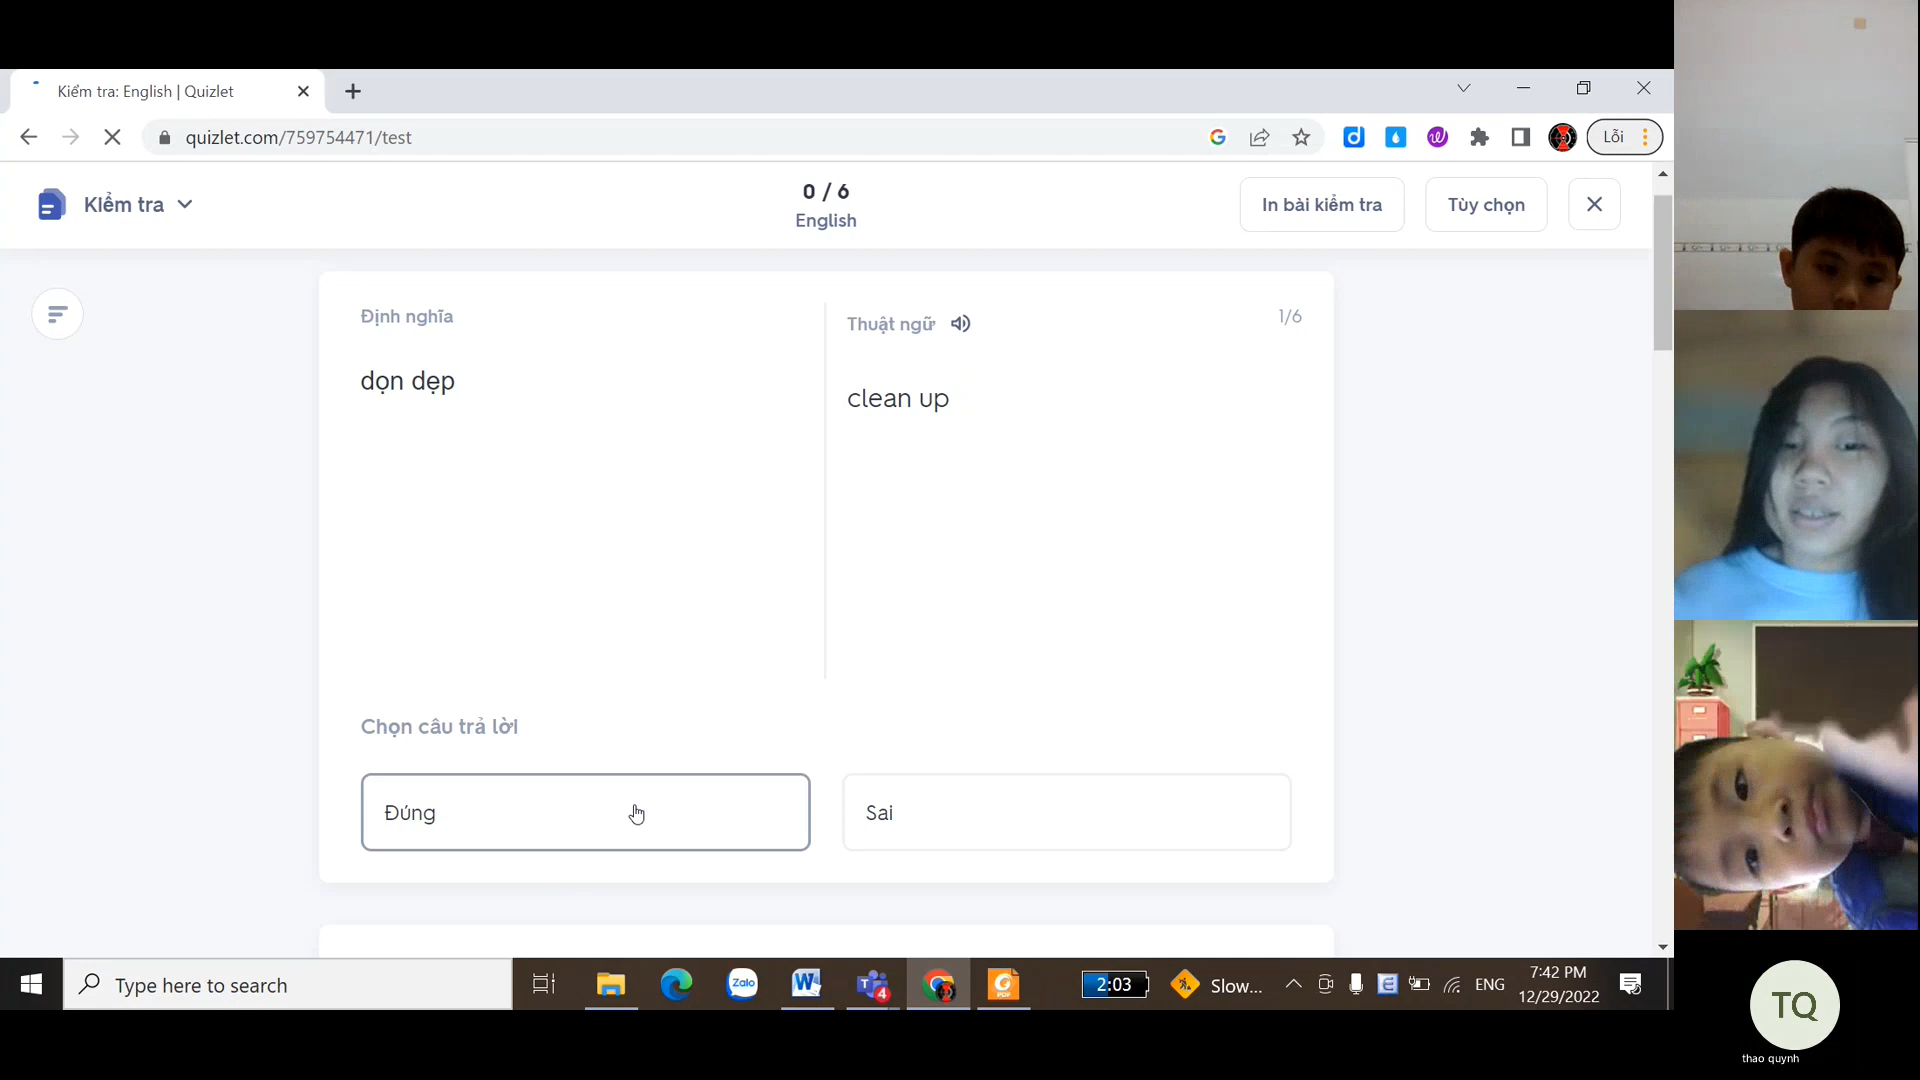 Kiểm tra: English | Quizlet
quizlet.com/759754471/test
Lỗi
Kiểm tra
0 / 6
English
In bài kiểm tra
Tùy chọn
Định nghĩa
Thuật ngữ
1/6
dọn dẹp
clean up
Chọn câu trả lời
Đúng
Sai
Type here to search
Zalo
4
2:03
Slow...
ENG
7:42 PM
12/29/2022
TQ
thao quynh